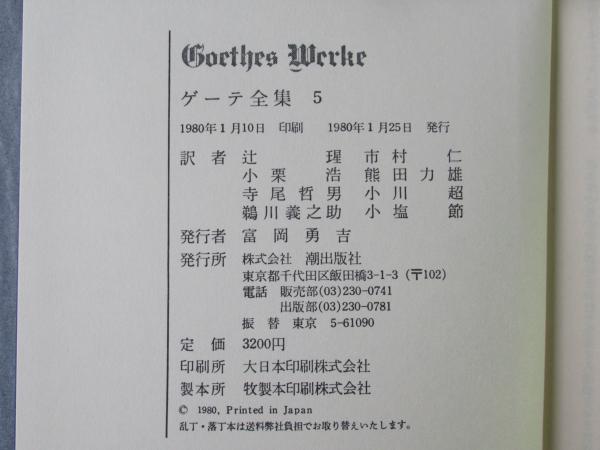 Goethes Werke
ゲーテ全集 5
1980年1月10日 印刷 1980年1月25日 発行
訳者 辻 瑆 市村 仁
小栗 浩 熊田力雄
寺尾哲男 小川 超
鵜川義之助 小塩 節
発行者 富岡勇吉
発行所 株式会社 潮出版社
東京都千代田区飯田橋3-1-3 (〒102)
電話 販売部(03)230-0741
出版部(03)230-0781
振替 東京 5-61090
定価 3200円
印刷所 大日本印刷株式会社
製本所 牧製本印刷株式会社
© 1980, Printed in Japan
乱丁・落丁本は送料弊社負担でお取り替えいたします。